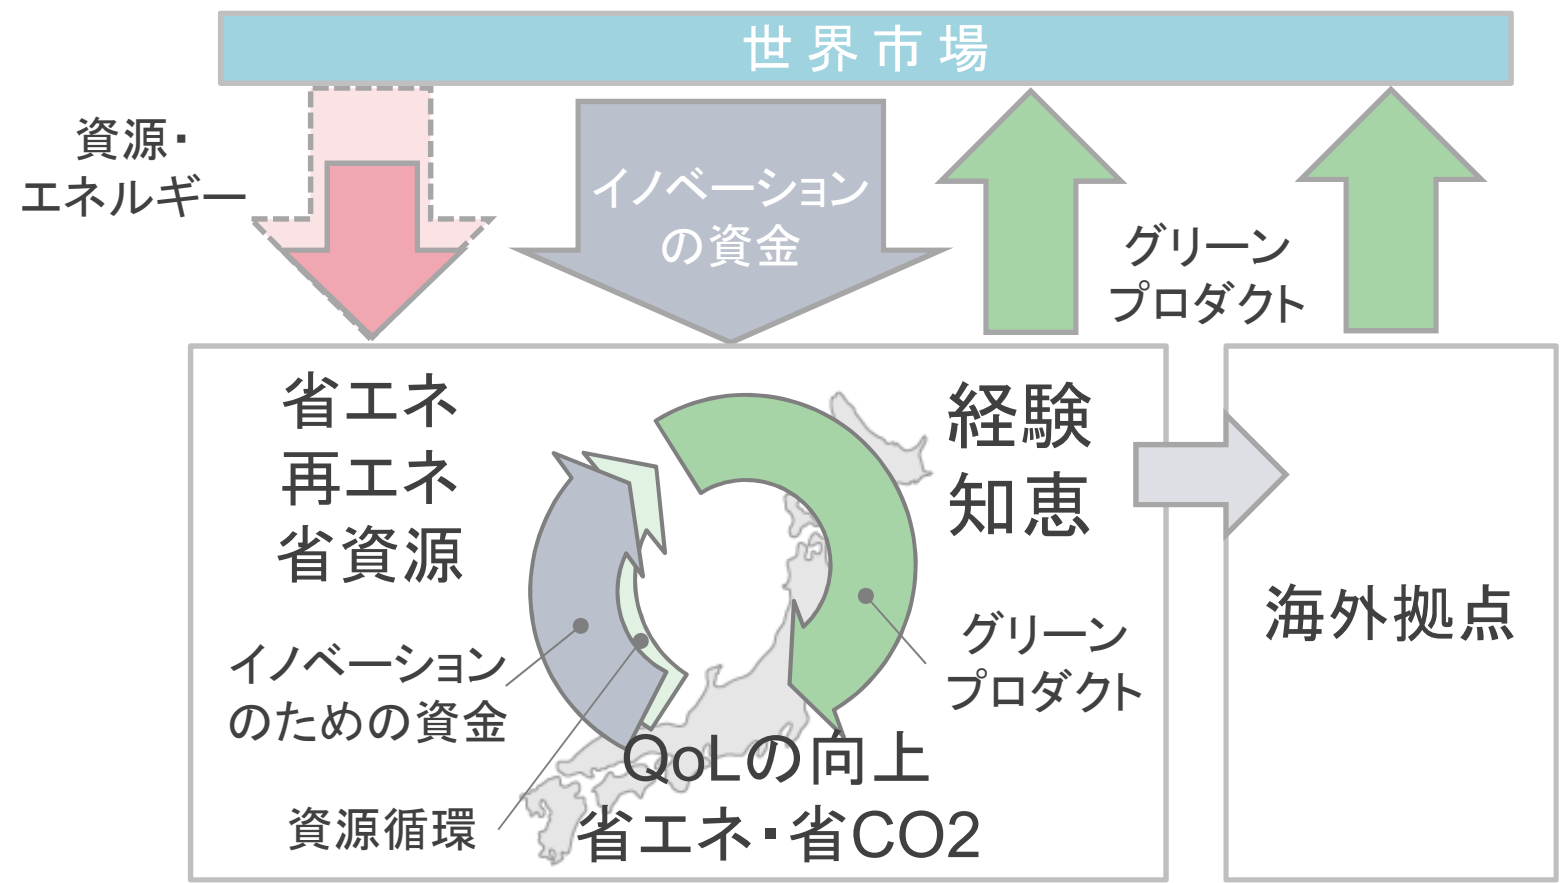 世界市場
資源・
エネルギー
イノベーション
の資金
グリーン
プロダクト
省エネ
再エネ
省資源
経験
知恵
イノベーション
のための資金
グリーン
プロダクト
海外拠点
QoLの向上
資源循環
省エネ・省CO2